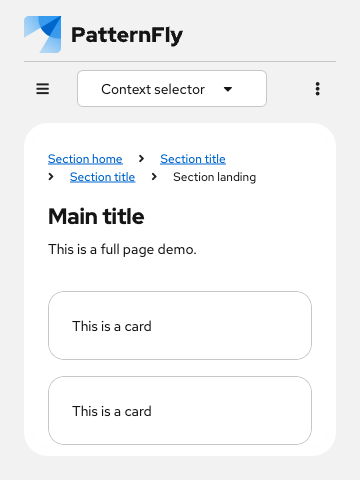 PatternFly
Context selector
Section home Section title
Section title Section landing
Main title
This is a full page demo.
This is a card
This is a card